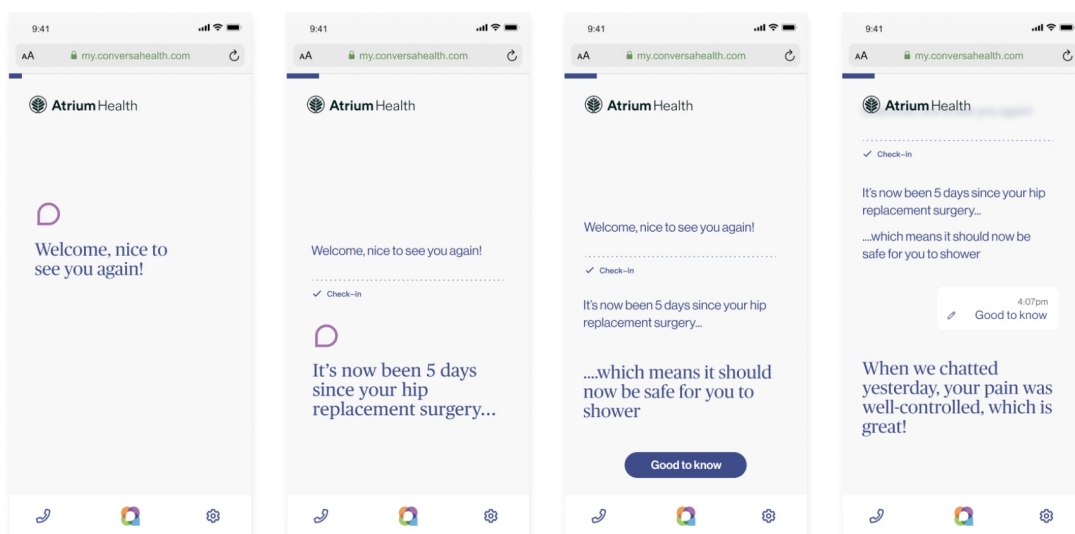 9:41
AA my.conversahealth.com
Atrium Health
Welcome, nice to
see you again!
9:41
AA my.conversahealth.com
Atrium Health
Welcome, nice to see you again!
Check-in
It's now been 5 days
since your hip
replacement surgery...
9:41
AA my.conversahealth.com
Atrium Health
Welcome, nice to see you again!
Check-in
It's now been 5 days since your hip
replacement surgery...
....which means it should
now be safe for you to
shower
Good to know
9:41
AA my.conversahealth.com
Atrium Health
Check-in
It's now been 5 days since your hip
replacement surgery...
....which means it should now be
safe for you to shower
4:07pm
Good to know
When we chatted
yesterday, your pain was
well-controlled, which is
great!